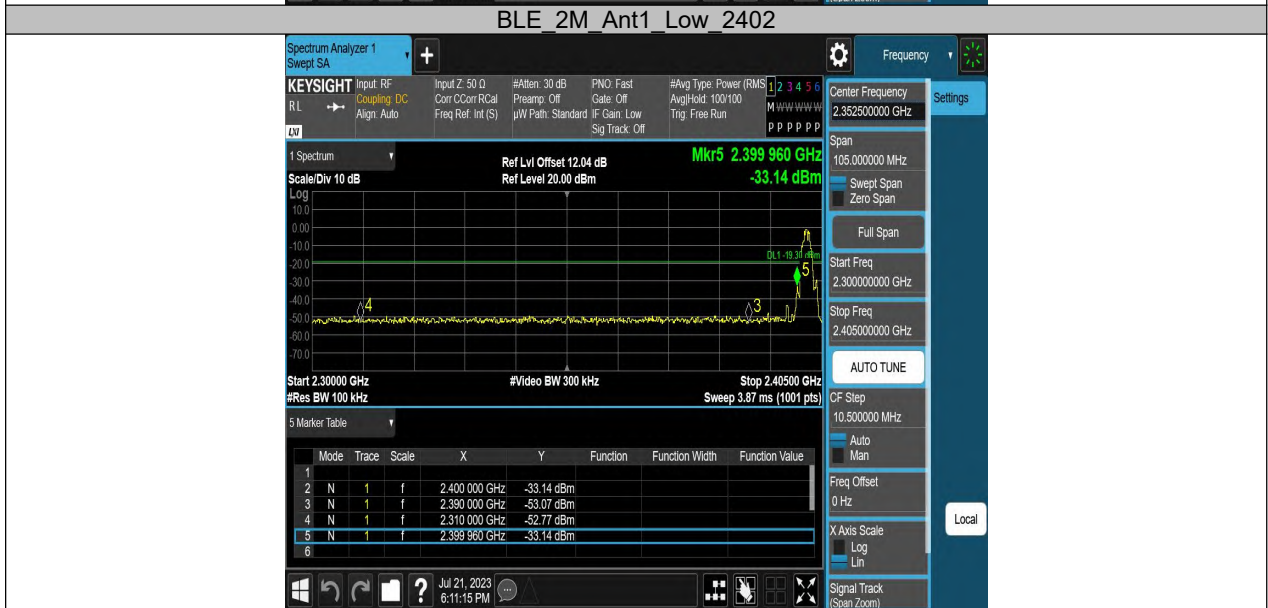 BLE_2M_Ant1_Low_2402
Spectrum Analyzer 1
Swept SA
+
Frequency
KEYSIGHT
RL
LXI
Input: RF
Coupling: DC
Align: Auto
Input Z: 50 Ω
Corr CCorr RCal
Freq Ref: Int (S)
#Atten: 30 dB
Preamp: Off
µW Path: Standard
PNO: Fast
Gate: Off
IF Gain: Low
Sig Track: Off
#Avg Type: Power (RMS
Avg|Hold: 100/100
Trig: Free Run
1 2 3 4 5 6
M W W W W W
P P P P P P
1 Spectrum
Scale/Div 10 dB
Ref Lvl Offset 12.04 dB
Ref Level 20.00 dBm
Mkr5 2.399 960 GHz
-33.14 dBm
Log
10.0
0.00
-10.0
-20.0
-30.0
-40.0
-50.0
-60.0
-70.0
DL1 -19.30 dBm
5
4
3
Start 2.30000 GHz
#Video BW 300 kHz
Stop 2.40500 GHz
#Res BW 100 kHz
Sweep 3.87 ms (1001 pts)
5 Marker Table
Mode Trace Scale X Y Function Function Width Function Value
1
2 N 1 f 2.400 000 GHz -33.14 dBm
3 N 1 f 2.390 000 GHz -53.07 dBm
4 N 1 f 2.310 000 GHz -52.77 dBm
5 N 1 f 2.399 960 GHz -33.14 dBm
6
?
Jul 21, 2023
6:11:15 PM
Center Frequency
2.352500000 GHz
Settings
Span
105.000000 MHz
Swept Span
Zero Span
Full Span
Start Freq
2.300000000 GHz
Stop Freq
2.405000000 GHz
AUTO TUNE
CF Step
10.500000 MHz
Auto
Man
Freq Offset
0 Hz
Local
X Axis Scale
Log
Lin
Signal Track
(Span Zoom)